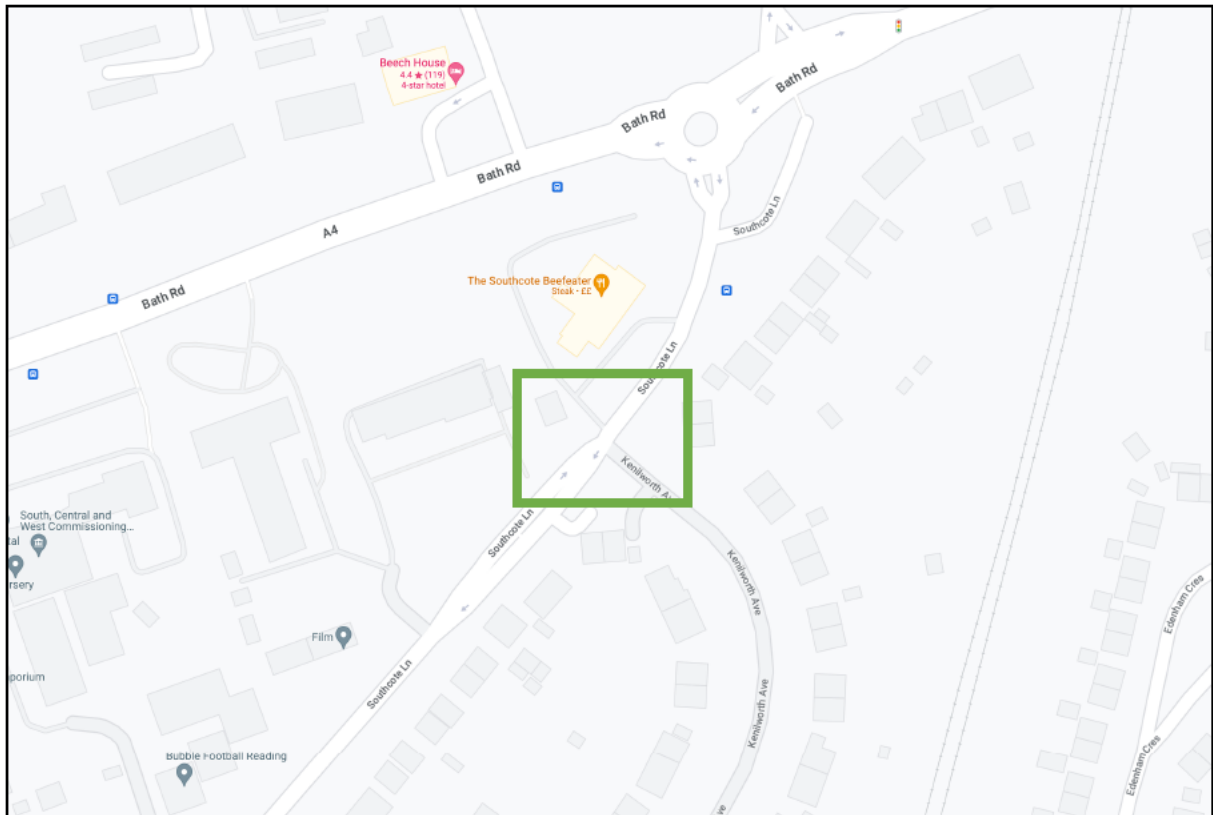 Beech House
4.4 ★ (119)
4-star hotel
Bath Rd
Bath Rd
Bath Rd
A4
Bath Rd
Southcote Ln
The Southcote Beefeater
Steak - ££
Southcote Ln
Kenilworth A
Southcote Ln
South, Central and
West Commissioning...
tal
rsery
Kenilworth Ave
Edenham Cres
Film
Southcote Ln
porium
Kenilworth Ave
Bubble Football Reading
Edenham Cres
ve